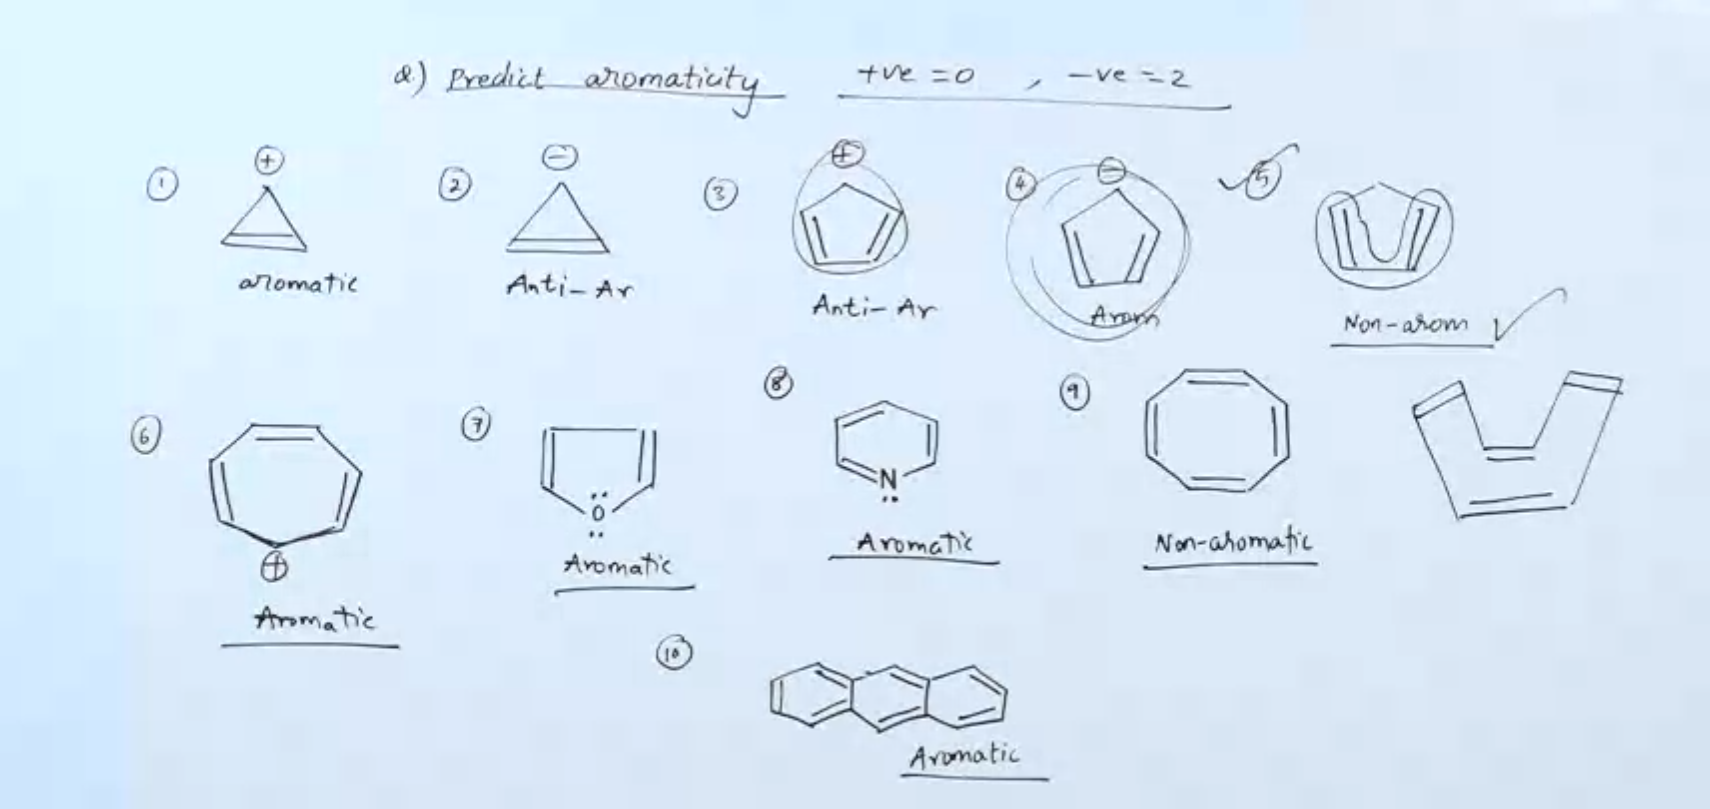 Q.) Predict aromaticity +ve = 0 , -ve = 2
① ⊕ ② ⊖ ③ ⊕ ④ ⊖ ⑤
aromatic Anti-Ar Anti-Ar Arom Non-arom
⑥ ⑦ ⑧ ⑨
N
O
⊕ Aromatic Aromatic Non-aromatic
Aromatic
⑩
Aromatic